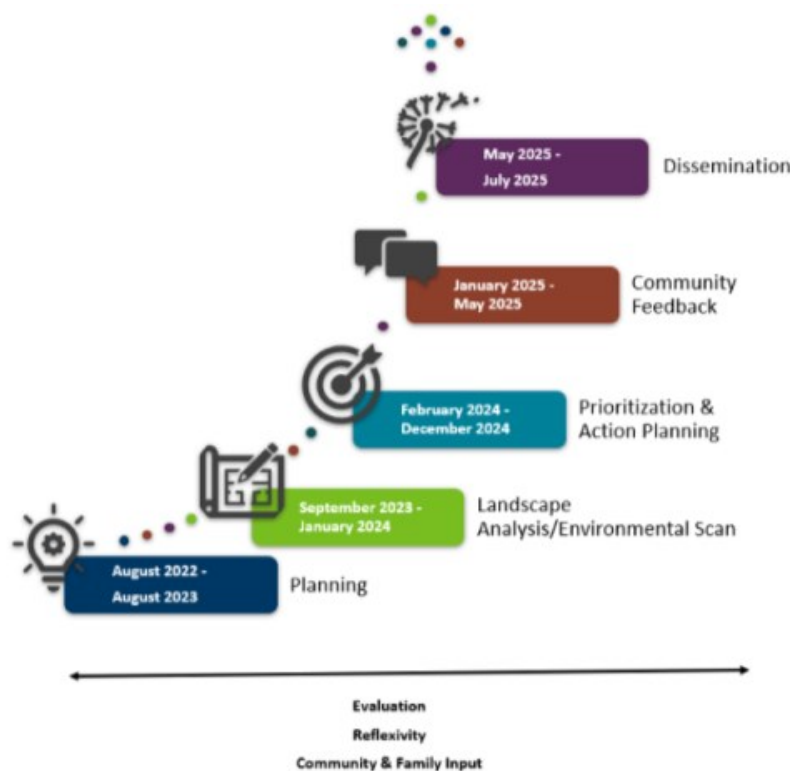 May 2025 -
July 2025
Dissemination
January 2025 -
May 2025
Community
Feedback
February 2024 -
December 2024
Prioritization &
Action Planning
September 2023 -
January 2024
Landscape
Analysis/Environmental Scan
August 2022 -
August 2023
Planning
Evaluation
Reflexivity
Community & Family Input